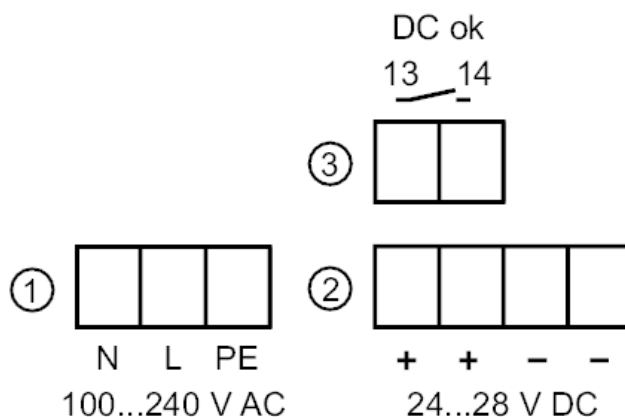 DC ok
13 14
3
1
2
N L PE
+ + – –
100...240 V AC
24...28 V DC